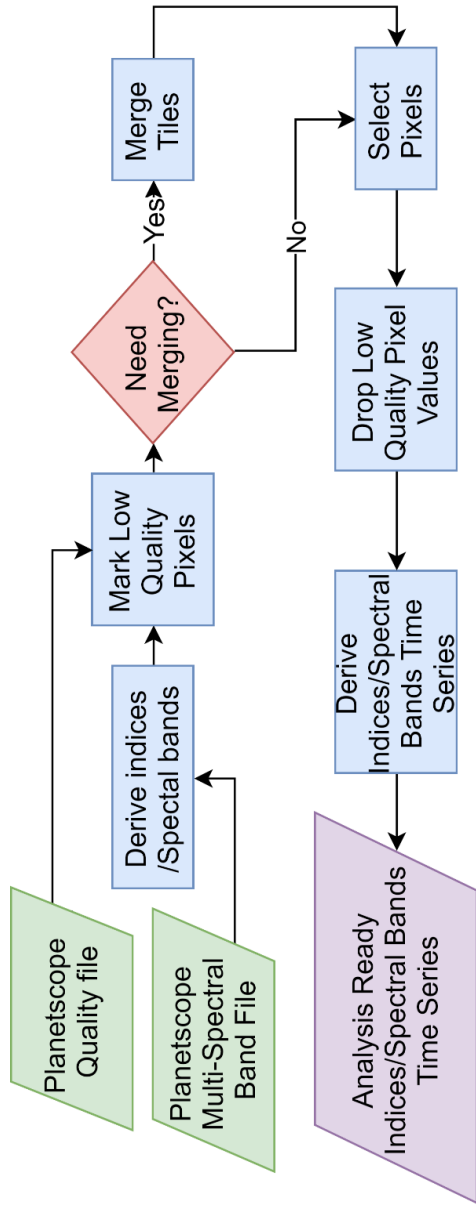 Planetscope
Quality file
Planetscope
Multi-Spectral
Band File
Derive indices
/Spectal bands
Mark Low
Quality
Pixels
Need
Merging?
Yes
No
Merge
Tiles
Select
Pixels
Drop Low
Quality Pixel
Values
Derive
Indices/Spectral
Bands Time
Series
Analysis Ready
Indices/Spectral Bands
Time Series